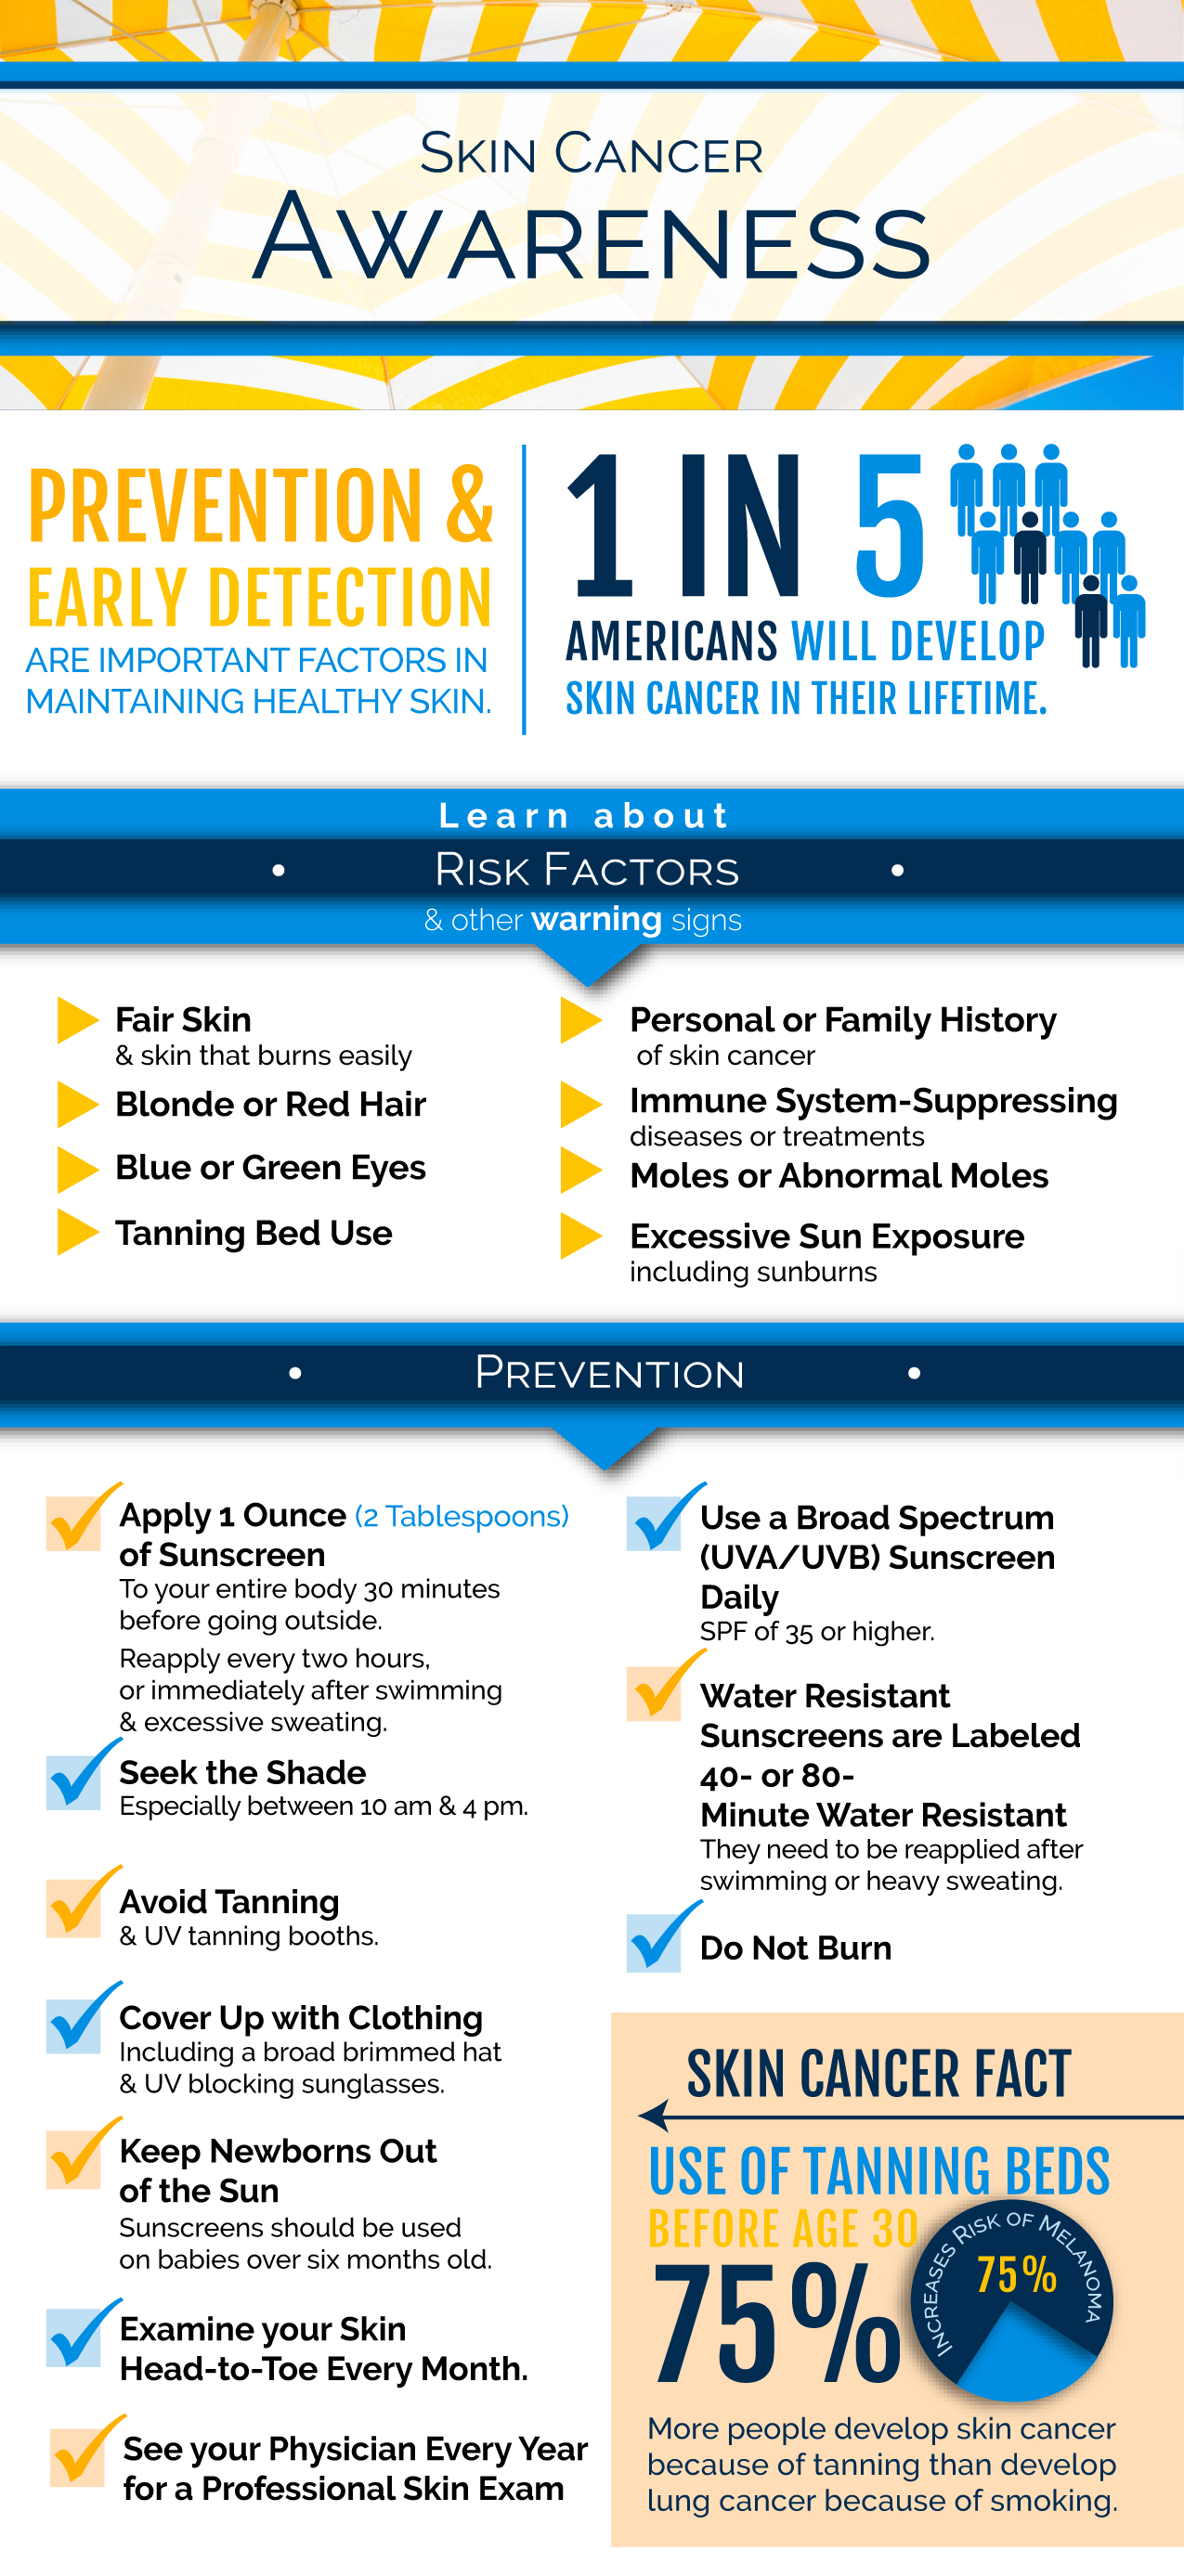 Skin Cancer
Awareness
PREVENTION &
EARLY DETECTION
ARE IMPORTANT FACTORS IN
MAINTAINING HEALTHY SKIN.
1 IN 5
AMERICANS WILL DEVELOP
SKIN CANCER IN THEIR LIFETIME.
Learn about
• Risk Factors •
& other warning signs
Fair Skin
& skin that burns easily
Blonde or Red Hair
Blue or Green Eyes
Tanning Bed Use
Personal or Family History
of skin cancer
Immune System-Suppressing
diseases or treatments
Moles or Abnormal Moles
Excessive Sun Exposure
including sunburns
• Prevention •
Apply 1 Ounce (2 Tablespoons)
of Sunscreen
To your entire body 30 minutes
before going outside.
Reapply every two hours,
or immediately after swimming
& excessive sweating.
Seek the Shade
Especially between 10 am & 4 pm.
Avoid Tanning
& UV tanning booths.
Cover Up with Clothing
Including a broad brimmed hat
& UV blocking sunglasses.
Keep Newborns Out
of the Sun
Sunscreens should be used
on babies over six months old.
Examine your Skin
Head-to-Toe Every Month.
See your Physician Every Year
for a Professional Skin Exam
Use a Broad Spectrum
(UVA/UVB) Sunscreen
Daily
SPF of 35 or higher.
Water Resistant
Sunscreens are Labeled
40- or 80-
Minute Water Resistant
They need to be reapplied after
swimming or heavy sweating.
Do Not Burn
SKIN CANCER FACT
USE OF TANNING BEDS
BEFORE AGE 30
75%
Increases Risk of Melanoma
75%
More people develop skin cancer
because of tanning than develop
lung cancer because of smoking.